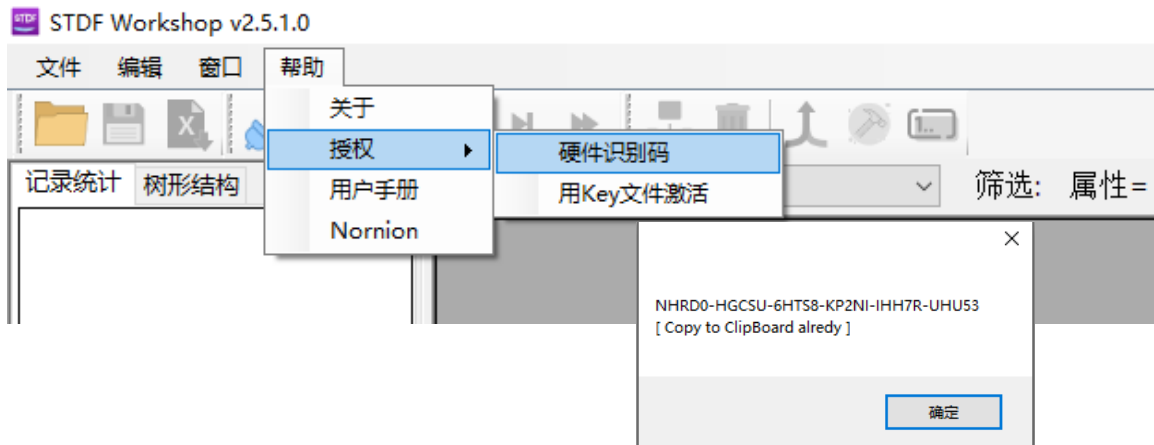 STDF STDF Workshop v2.5.1.0
文件 编辑 窗口 帮助
关于
授权
用户手册
Nornion
硬件识别码
用Key文件激活
记录统计 树形结构
筛选: 属性=
NHRD0-HGCSU-6HTS8-KP2NI-IHH7R-UHU53
[ Copy to ClipBoard alredy ]
确定